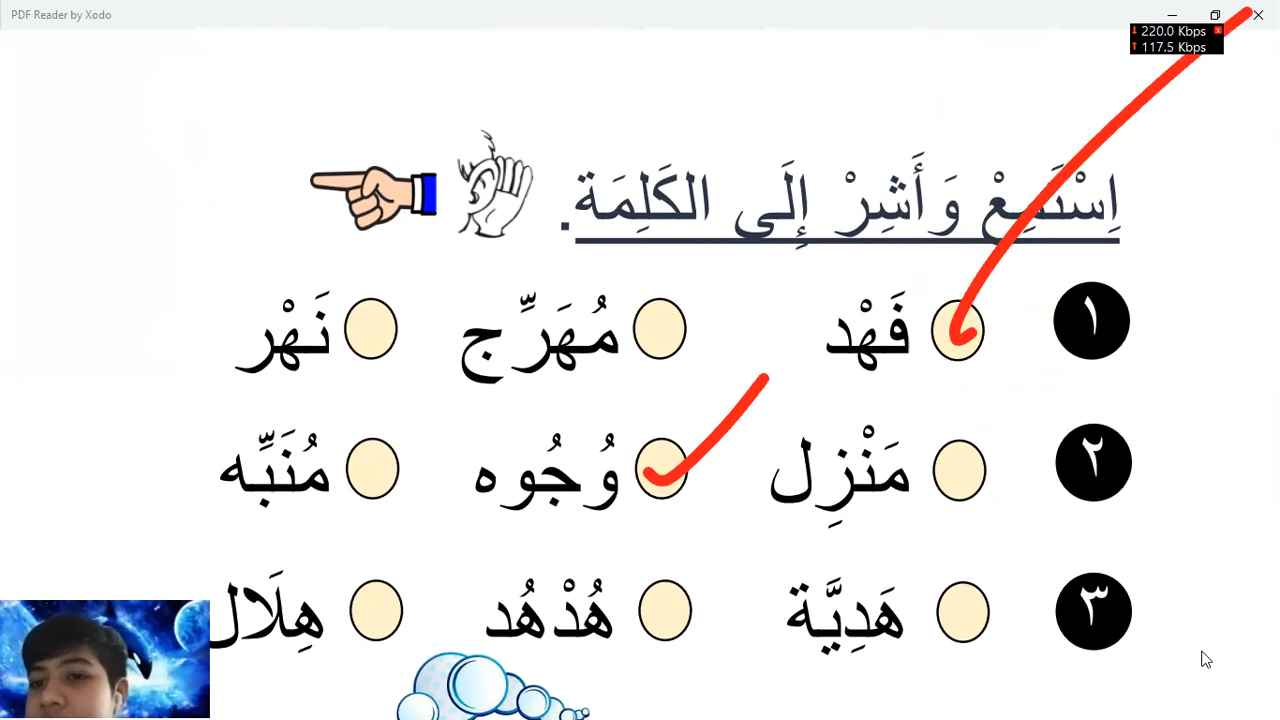 PDF Reader by Xodo
↓ 220.0 Kbps x
↑ 117.5 Kbps
اِسْتَمِعْ وَ أَشِرْ إِلَى الكَلِمَة.
١ فَهْد مُهَرِّج نَهْر
٢ مَنْزِل وُجُوه مُنَبِّه
٣ هَدِيَّة هُدْهُد هِلَال